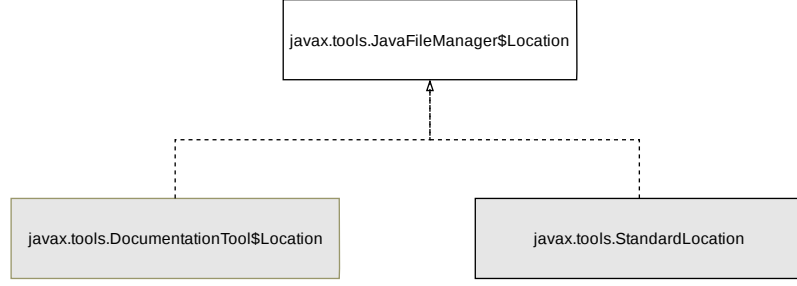 javax.tools.JavaFileManager$Location
javax.tools.DocumentationTool$Location
javax.tools.StandardLocation